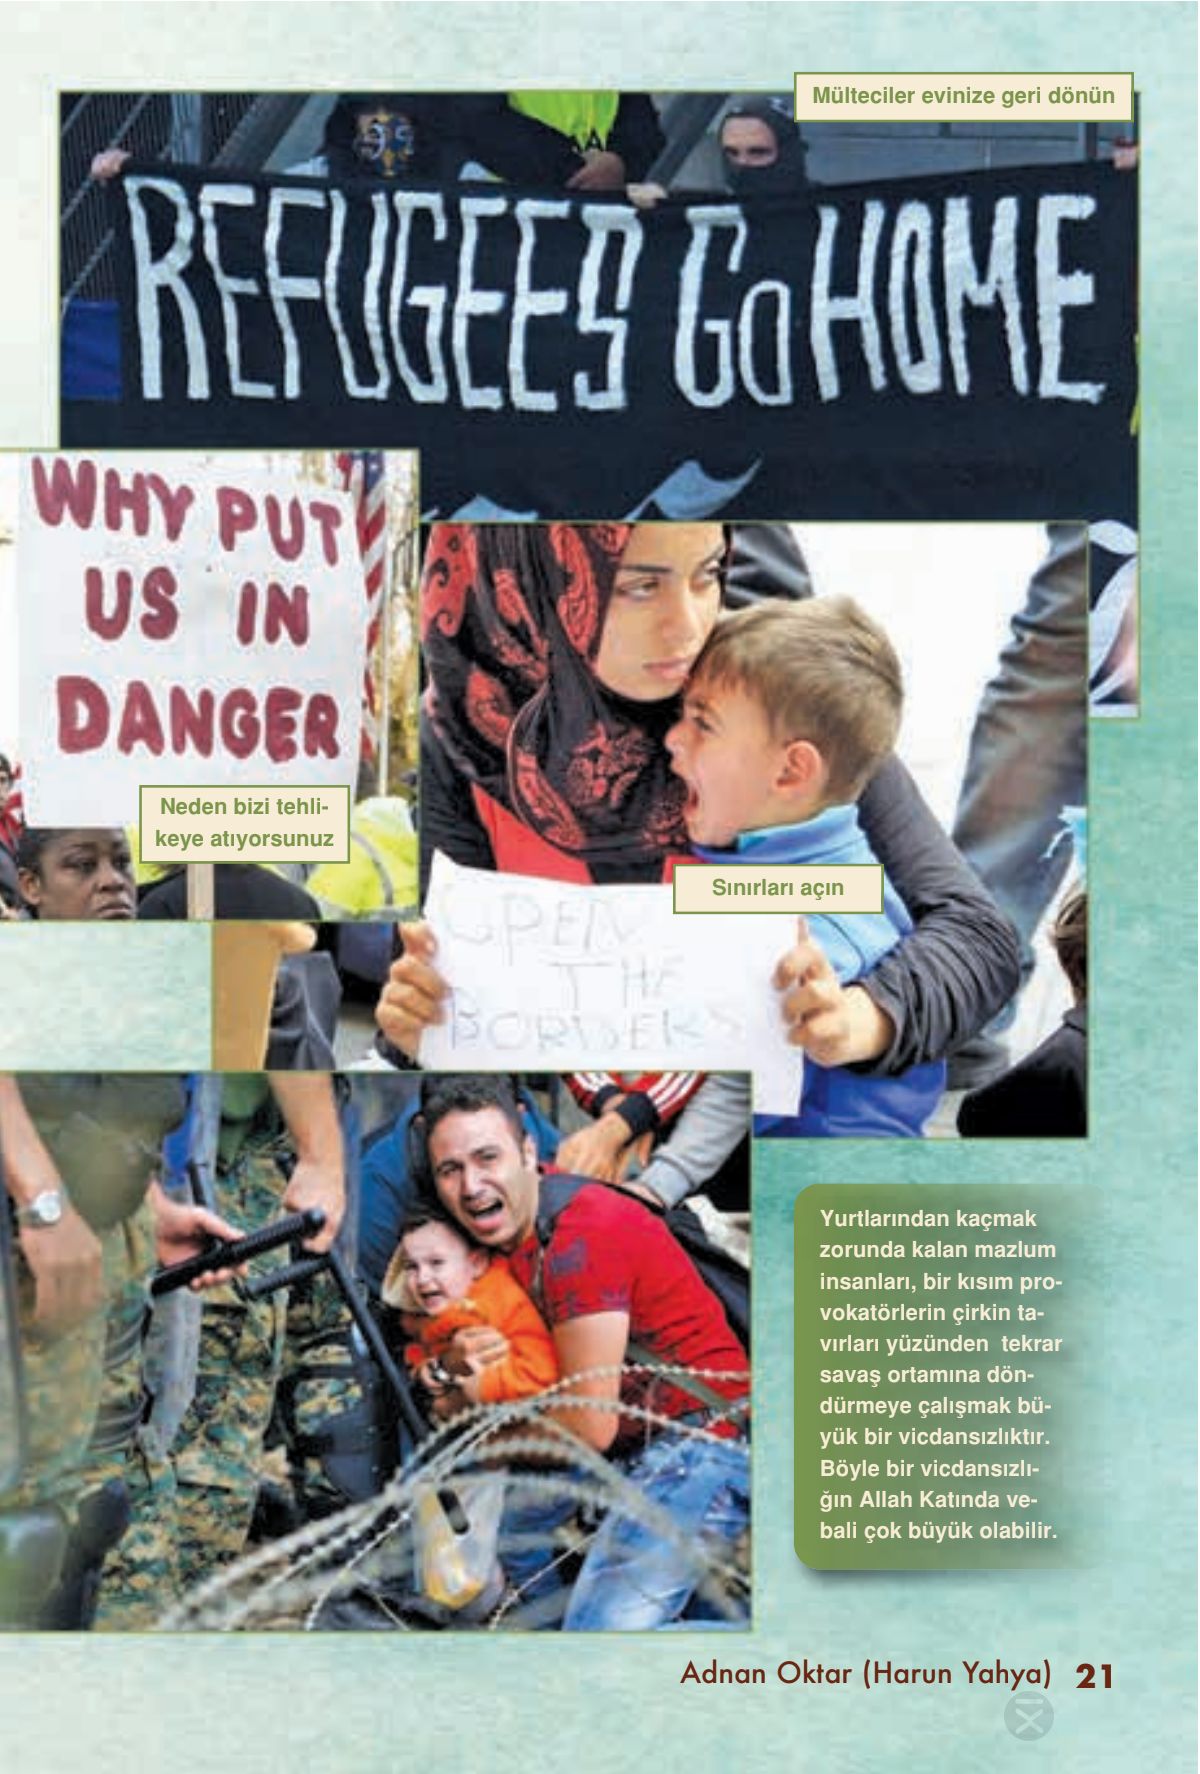 Mülteciler evinize geri dönün
REFUGEES GO HOME
WHY PUT
US IN
DANGER
Neden bizi tehli-
keye atıyorsunuz
Sınırları açın
OPEN
THE
BORDERS
Yurtlarından kaçmak
zorunda kalan mazlum
insanları, bir kısım pro-
vokatörlerin çirkin ta-
vırları yüzünden tekrar
savaş ortamına dön-
dürmeye çalışmak bü-
yük bir vicdansızlıktır.
Böyle bir vicdansızlı-
ğın Allah Katında ve-
bali çok büyük olabilir.
Adnan Oktar (Harun Yahya) 21